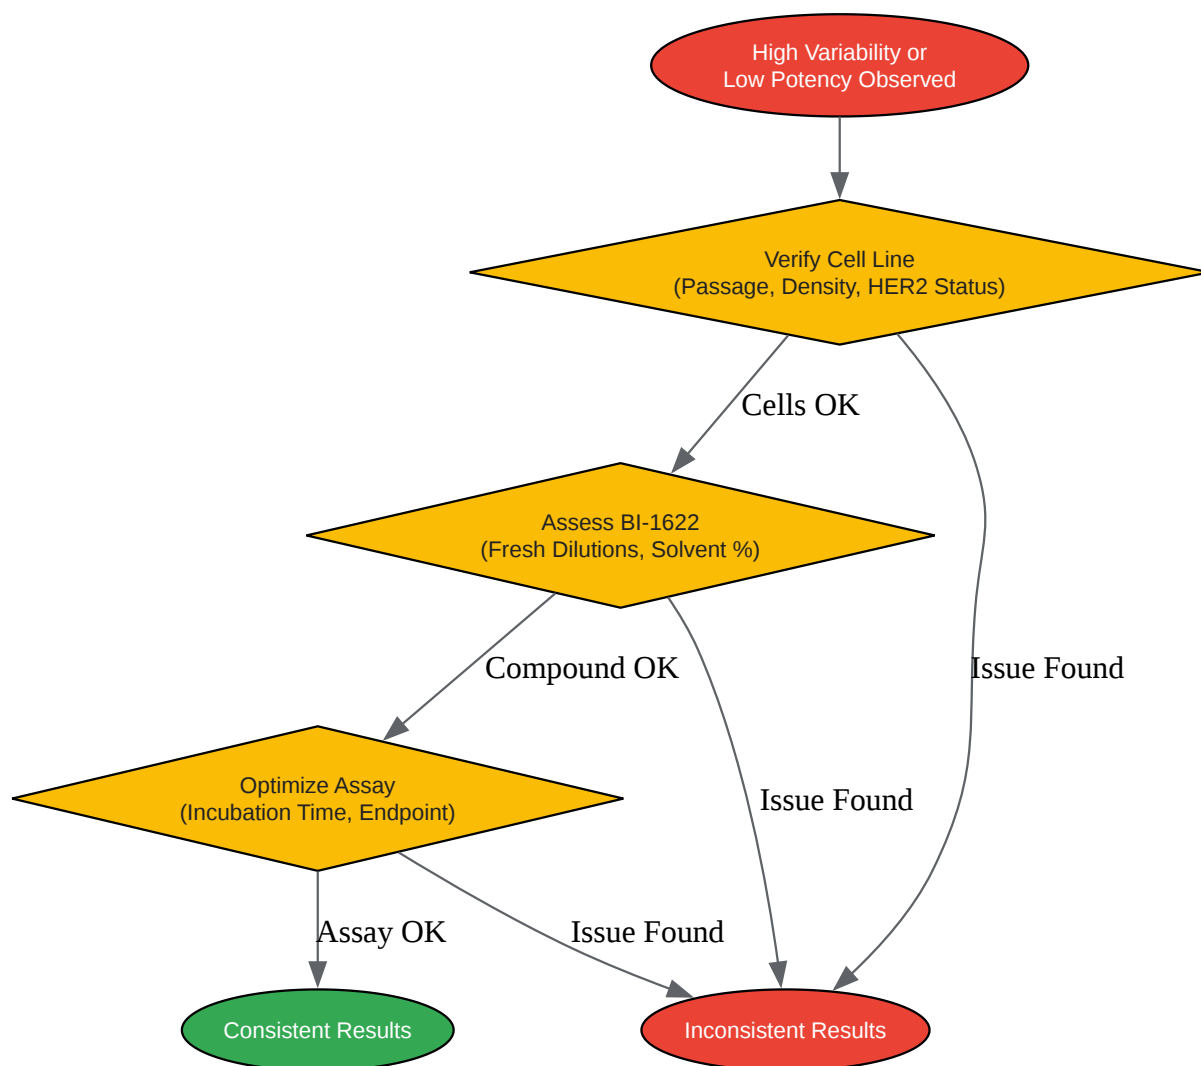 High Variability or
Low Potency Observed
Verify Cell Line
(Passage, Density, HER2 Status)
Cells OK
Assess BI-1622
(Fresh Dilutions, Solvent %)
Compound OK
Issue Found
Optimize Assay
(Incubation Time, Endpoint)
Issue Found
Assay OK
Issue Found
Consistent Results
Inconsistent Results